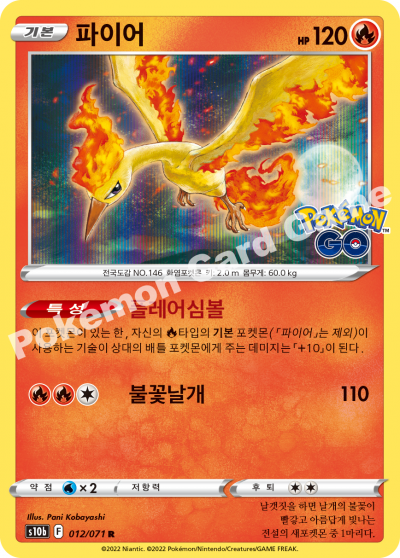 기본 파이어 HP 120
Pokémon GO
전국도감 NO.146 화염포켓몬 키: 2.0 m 몸무게: 60.0 kg
특성 플레어심볼
이 포켓몬이 있는 한, 자신의 타입의 기본 포켓몬(「파이어」는 제외)이
사용하는 기술이 상대의 배틀 포켓몬에게 주는 데미지는 「+10」이 된다.
불꽃날개 110
약점 ×2 저항력 후퇴
Illus. Pani Kobayashi
s10b F 012/071 R
날갯짓을 하면 날개의 불꽃이
빨갛고 아름답게 빛나는
전설의 새포켓몬 중 1마리다.
©2022 Niantic. ©2022 Pokémon/Nintendo/Creatures/GAME FREAK.